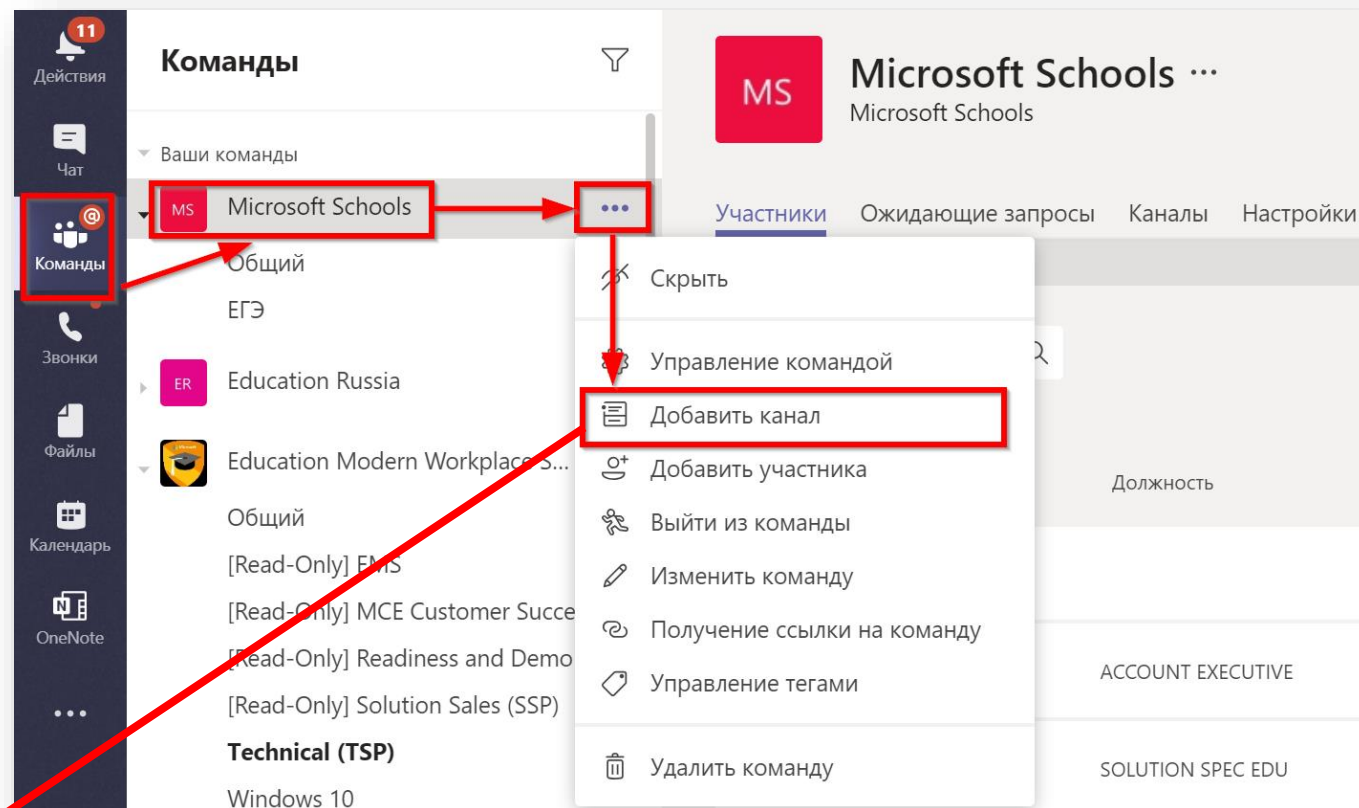 11
Действия
Чат
@
Команды
Звонки
Файлы
Календарь
OneNote
Команды
Ваши команды
MS Microsoft Schools
Общий
ЕГЭ
ER Education Russia
Education Modern Workplace S...
Общий
[Read-Only] EMS
[Read-Only] MCE Customer Succe
[Read-Only] Readiness and Demo
[Read-Only] Solution Sales (SSP)
Technical (TSP)
Windows 10
MS
Microsoft Schools ...
Microsoft Schools
Участники Ожидающие запросы Каналы Настройки
Скрыть
Управление командой
Добавить канал
Добавить участника
Выйти из команды
Изменить команду
Получение ссылки на команду
Управление тегами
Удалить команду
Должность
ACCOUNT EXECUTIVE
SOLUTION SPEC EDU